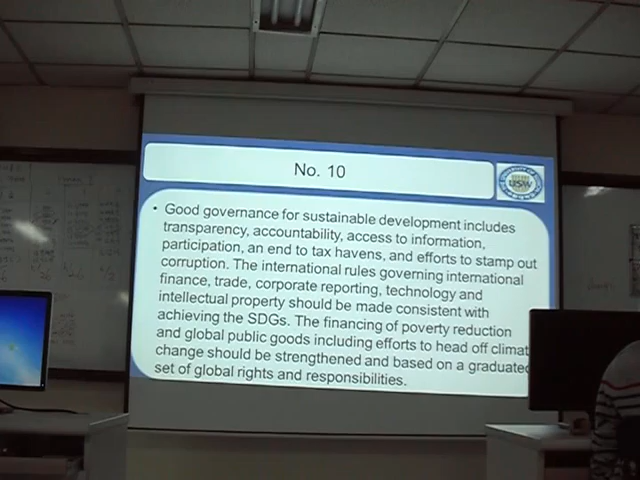 No. 10
USW
• Good governance for sustainable development includes
transparency, accountability, access to information,
participation, an end to tax havens, and efforts to stamp out
corruption. The international rules governing international
finance, trade, corporate reporting, technology and
intellectual property should be made consistent with
achieving the SDGs. The financing of poverty reduction
and global public goods including efforts to head off climat
change should be strengthened and based on a graduated
set of global rights and responsibilities.